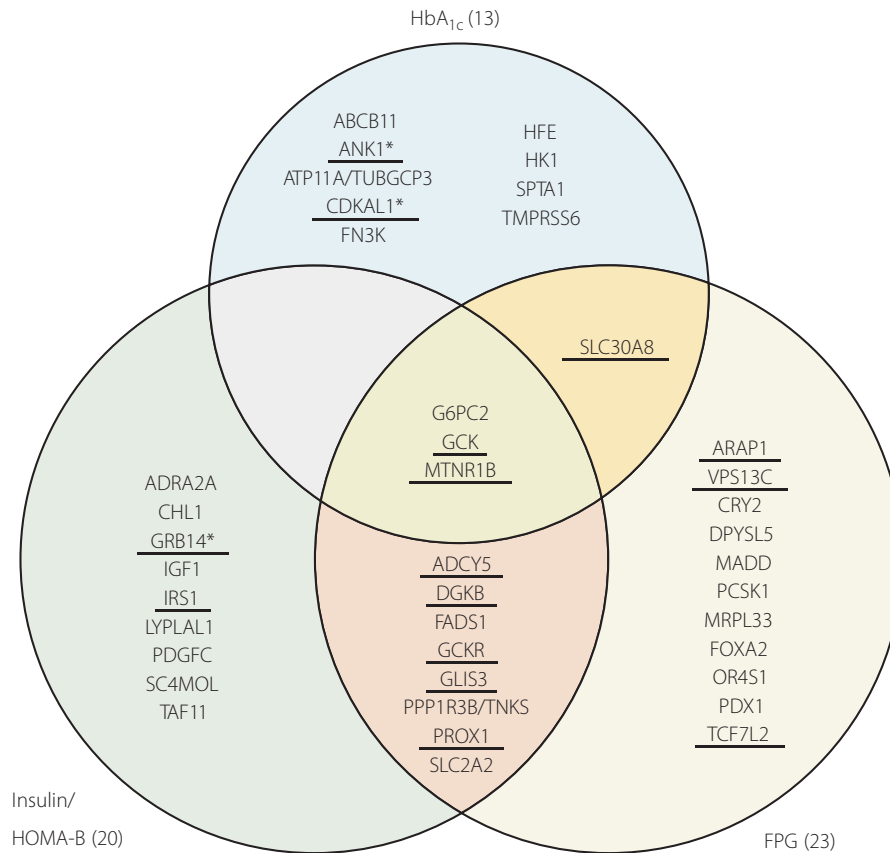 HbA1c (13)
ABCB11
ANK1*
ATP11A/TUBGCP3
CDKAL1*
FN3K
HFE
HK1
SPTA1
TMPRSS6
SLC30A8
G6PC2
GCK
MTNR1B
ADRA2A
CHL1
GRB14*
IGF1
IRS1
LYPLAL1
PDGFC
SC4MOL
TAF11
ADCY5
DGKB
FADS1
GCKR
GLIS3
PPP1R3B/TNKS
PROX1
SLC2A2
ARAP1
VPS13C
CRY2
DPYSL5
MADD
PCSK1
MRPL33
FOXA2
OR4S1
PDX1
TCF7L2
Insulin/
HOMA-B (20)
FPG (23)